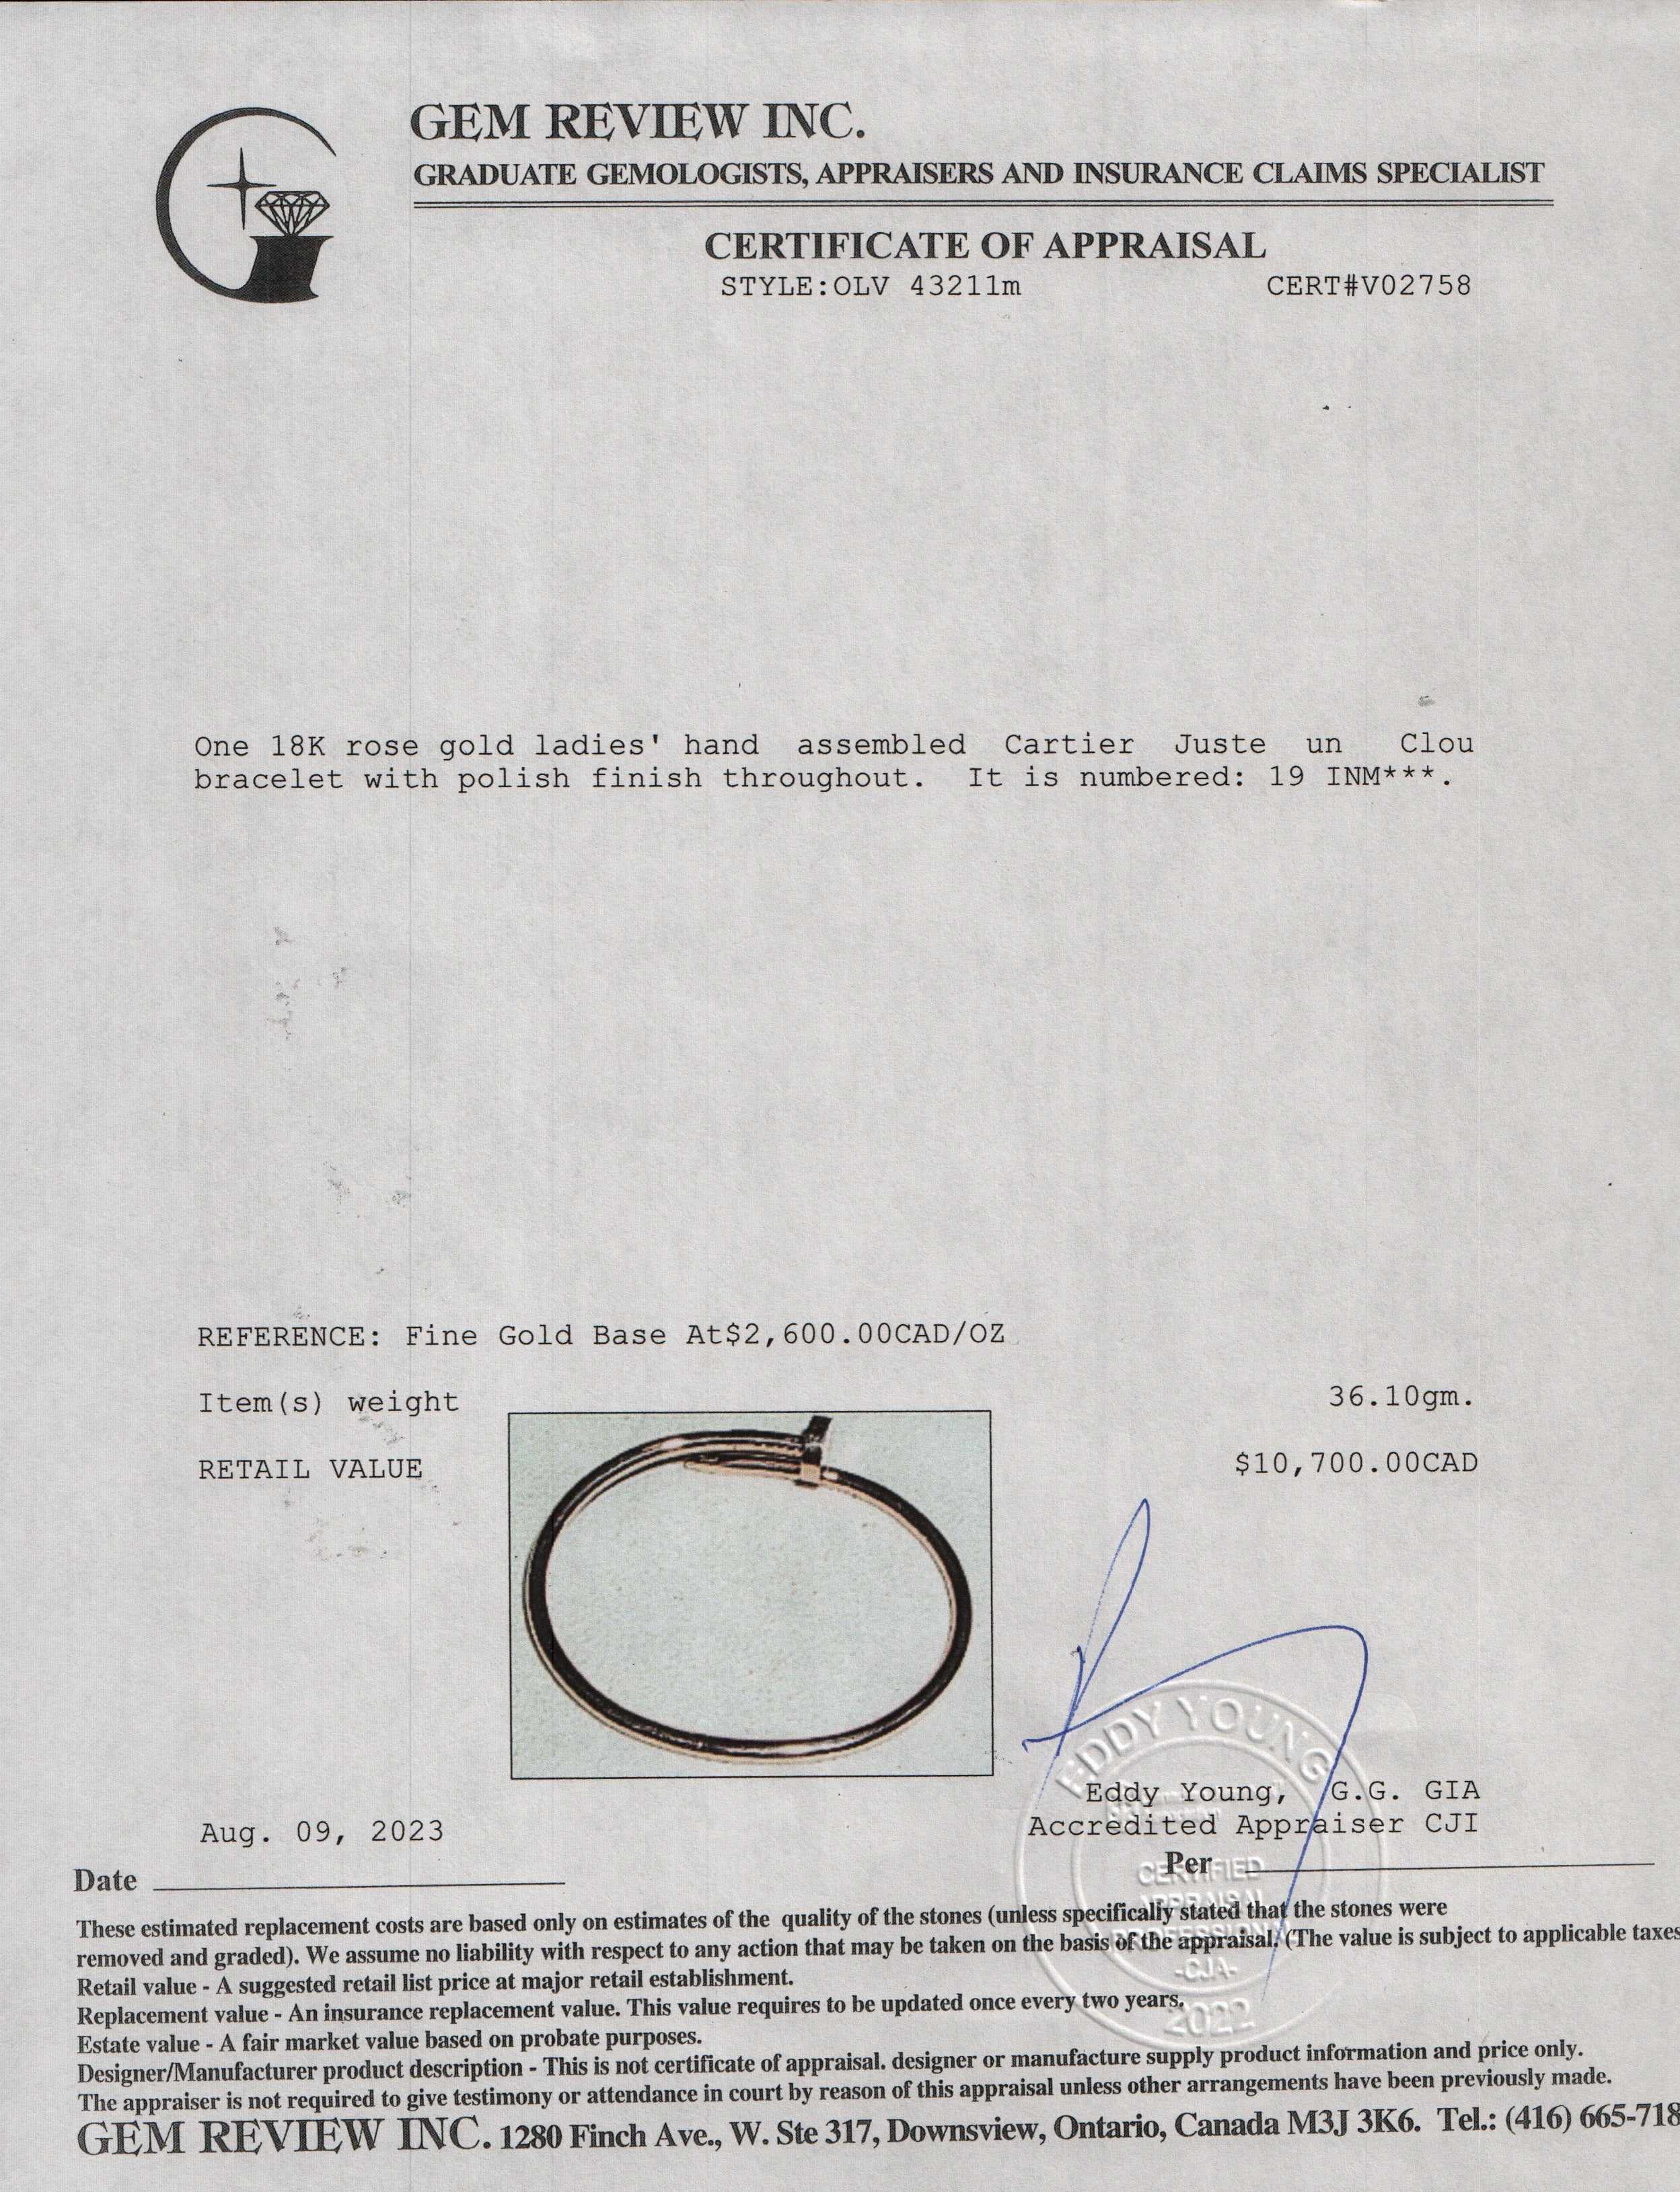 GEM REVIEW INC.
GRADUATE GEMOLOGISTS, APPRAISERS AND INSURANCE CLAIMS SPECIALIST
CERTIFICATE OF APPRAISAL
STYLE:OLV 43211m CERT#V02758
One 18K rose gold ladies' hand assembled Cartier Juste un Clou
bracelet with polish finish throughout. It is numbered: 19 INM***.
REFERENCE: Fine Gold Base At$2,600.00CAD/OZ
Item(s) weight 36.10gm.
RETAIL VALUE $10,700.00CAD
EDDY YOUNG
Eddy Young, G.G. GIA
Accredited Appraiser CJI
Aug. 09, 2023
Date
Per
CERTIFIED
APPRAISAL
PROFESSIONAL
-CJA-
2022
These estimated replacement costs are based only on estimates of the quality of the stones (unless specifically stated that the stones were
removed and graded). We assume no liability with respect to any action that may be taken on the basis of the appraisal. (The value is subject to applicable taxes
Retail value - A suggested retail list price at major retail establishment.
Replacement value - An insurance replacement value. This value requires to be updated once every two years.
Estate value - A fair market value based on probate purposes.
Designer/Manufacturer product description - This is not certificate of appraisal. designer or manufacture supply product information and price only.
The appraiser is not required to give testimony or attendance in court by reason of this appraisal unless other arrangements have been previously made.
GEM REVIEW INC. 1280 Finch Ave., W. Ste 317, Downsview, Ontario, Canada M3J 3K6. Tel.: (416) 665-718